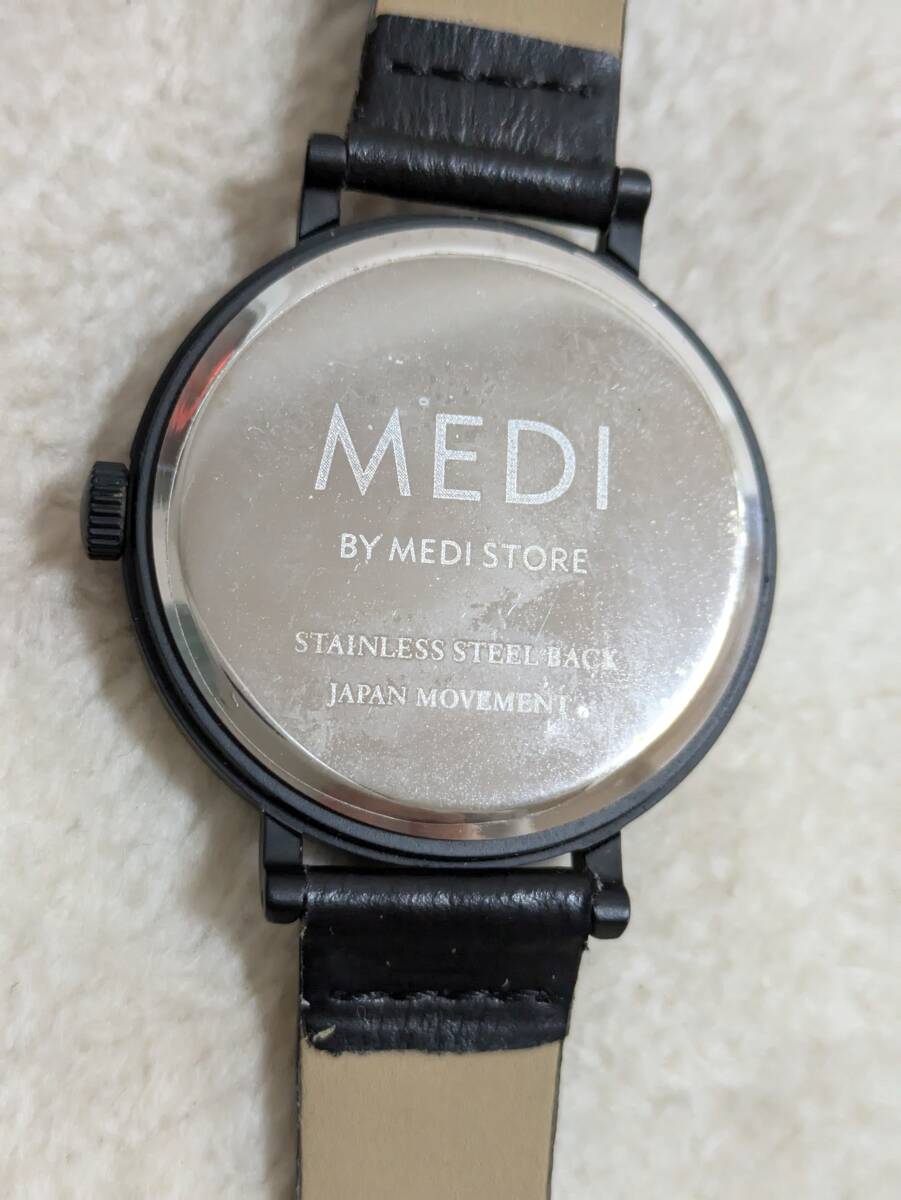 MEDI
BY MEDI STORE
STAINLESS STEEL BACK
JAPAN MOVEMENT